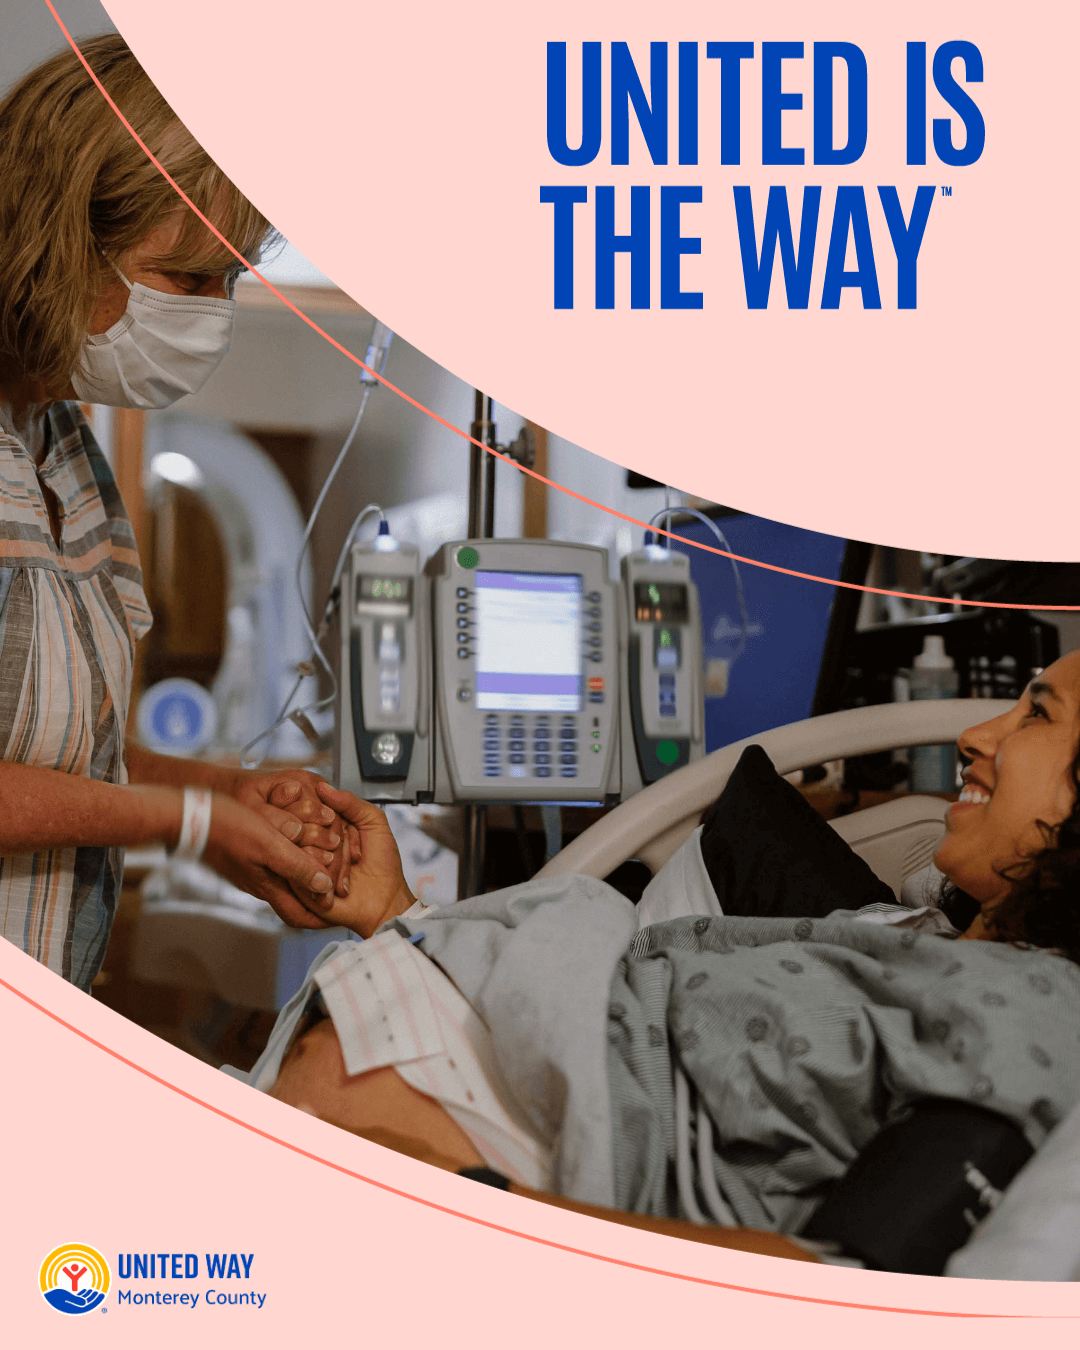 UNITED IS
THE WAY™
UNITED WAY
Monterey County
®